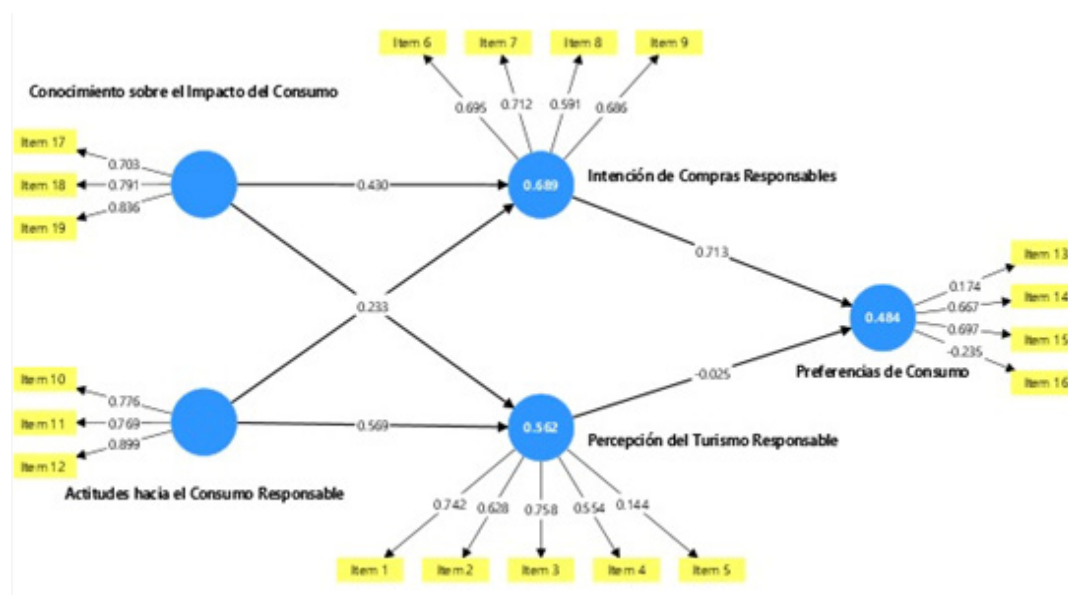 Item 6
Item 7
Item 8
Item 9
Conocimiento sobre el Impacto del Consumo
0.695
0.712
0.591
0.686
Item 17
Item 18
Item 19
0.703
0.791
0.836
0.430
0.689
Intención de Compras Responsables
0.713
0.233
Item 13
Item 14
Item 15
Item 16
0.174
0.667
0.697
-0.235
0.484
Preferencias de Consumo
-0.025
Item 10
Item 11
Item 12
0.776
0.769
0.899
0.569
0.562
Percepción del Turismo Responsable
Actitudes hacia el Consumo Responsable
0.742
0.628
0.758
0.554
0.144
Item 1
Item 2
Item 3
Item 4
Item 5